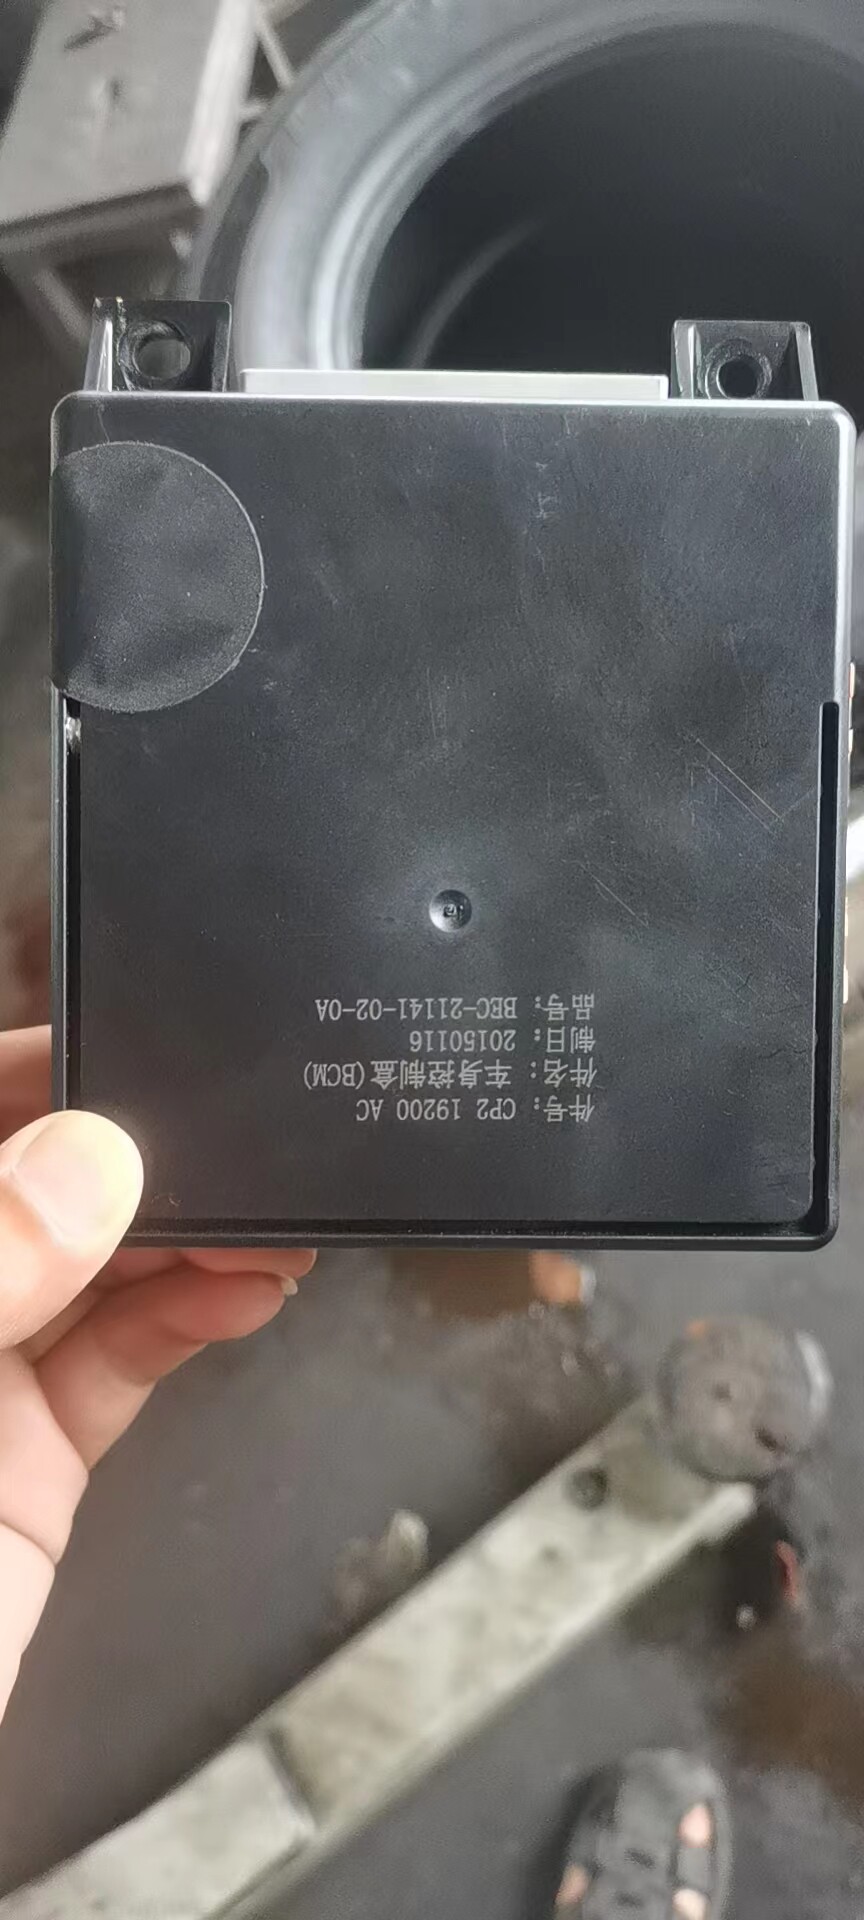 件号: CP2 19200 AC
件名: 车身控制盒(BCM)
制日: 20150116
品号: BEC-21141-02-0A